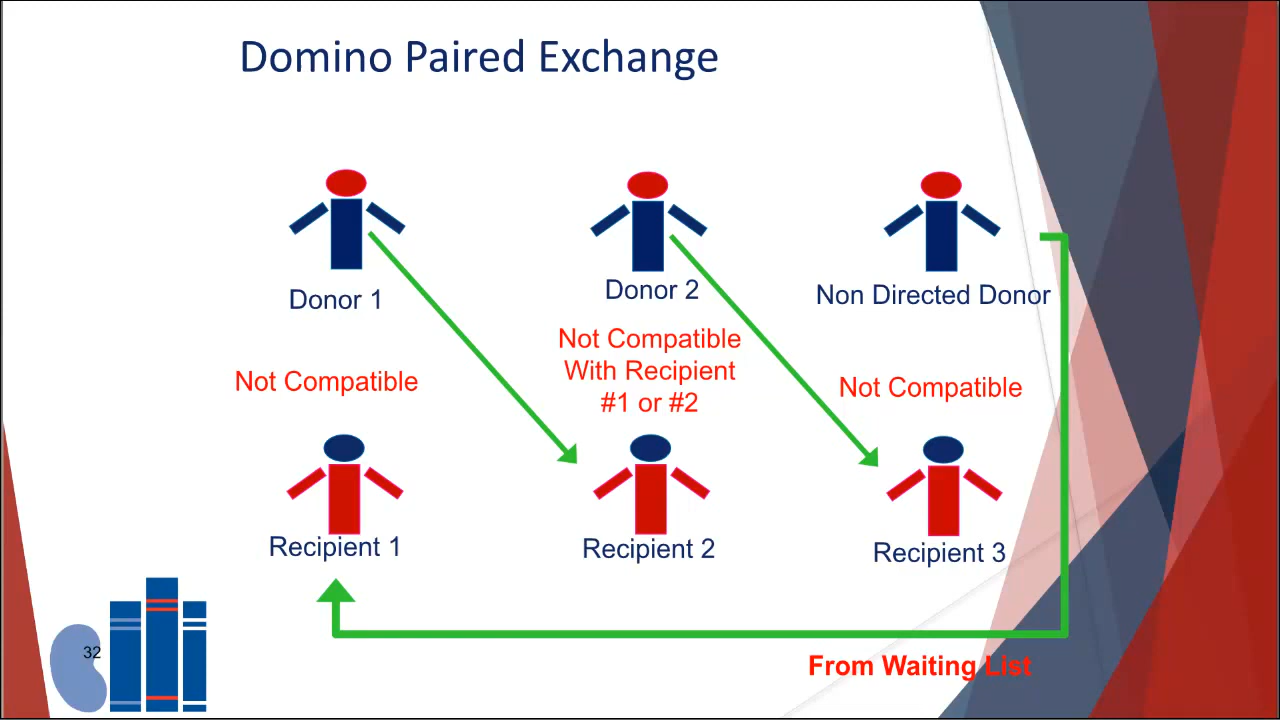 Domino Paired Exchange
Donor 1
Donor 2
Non Directed Donor
Not Compatible
Not Compatible
With Recipient
#1 or #2
Not Compatible
Recipient 1
Recipient 2
Recipient 3
32
From Waiting List